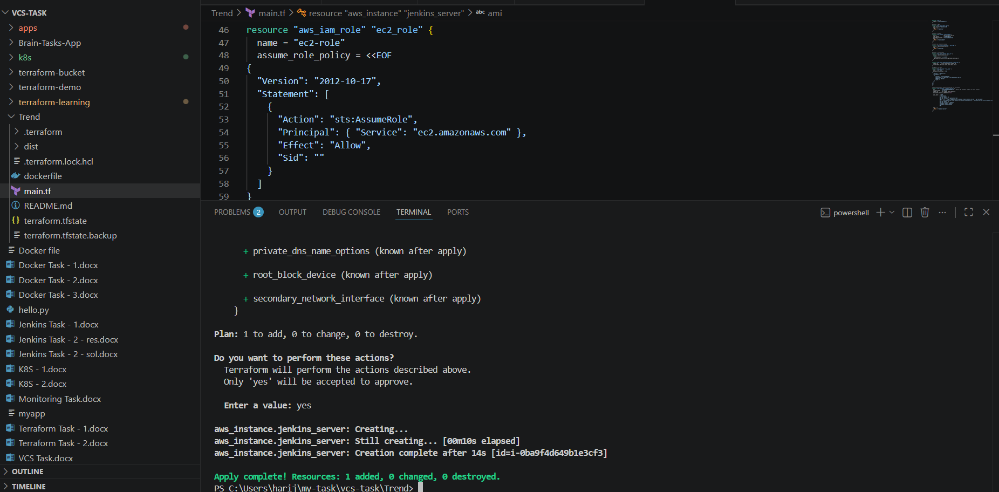 VCS-TASK
apps
Brain-Tasks-App
k8s
terraform-bucket
terraform-demo
terraform-learning
Trend
.terraform
dist
.terraform.lock.hcl
dockerfile
main.tf
README.md
terraform.tfstate
terraform.tfstate.backup
Docker file
Docker Task - 1.docx
Docker Task - 2.docx
Docker Task - 3.docx
hello.py
Jenkins Task - 1.docx
Jenkins Task - 2 - res.docx
Jenkins Task - 2 - sol.docx
K8S - 1.docx
K8S - 2.docx
Monitoring Task.docx
myapp
Terraform Task - 1.docx
Terraform Task - 2.docx
VCS Task.docx
OUTLINE
TIMELINE
Trend > main.tf > resource "aws_instance" "jenkins_server" > abc ami
46 resource "aws_iam_role" "ec2_role" {
47 name = "ec2-role"
48 assume_role_policy = <<EOF
49 {
50 "Version": "2012-10-17",
51 "Statement": [
52 {
53 "Action": "sts:AssumeRole",
54 "Principal": { "Service": "ec2.amazonaws.com" },
55 "Effect": "Allow",
56 "Sid": ""
57 }
58 ]
59 }
PROBLEMS 2 OUTPUT DEBUG CONSOLE TERMINAL PORTS
powershell
+ private_dns_name_options (known after apply)
+ root_block_device (known after apply)
+ secondary_network_interface (known after apply)
}
Plan: 1 to add, 0 to change, 0 to destroy.
Do you want to perform these actions?
Terraform will perform the actions described above.
Only 'yes' will be accepted to approve.
Enter a value: yes
aws_instance.jenkins_server: Creating...
aws_instance.jenkins_server: Still creating... [00m10s elapsed]
aws_instance.jenkins_server: Creation complete after 14s [id=i-0ba9f4d649b1e3cf3]
Apply complete! Resources: 1 added, 0 changed, 0 destroyed.
PS C:\Users\harij\my-task\vcs-task\Trend>